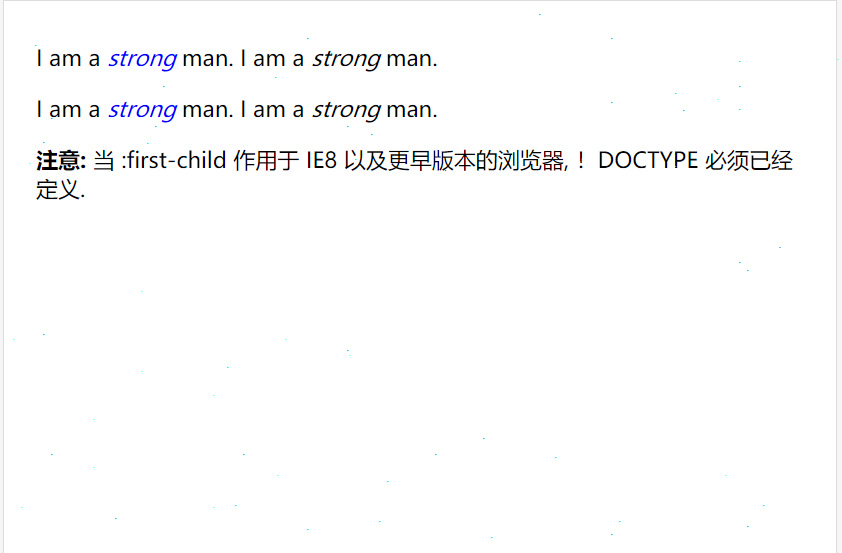 I am a strong man. I am a strong man.
I am a strong man. I am a strong man.
注意: 当 :first-child 作用于 IE8 以及更早版本的浏览器, ！DOCTYPE 必须已经
定义.